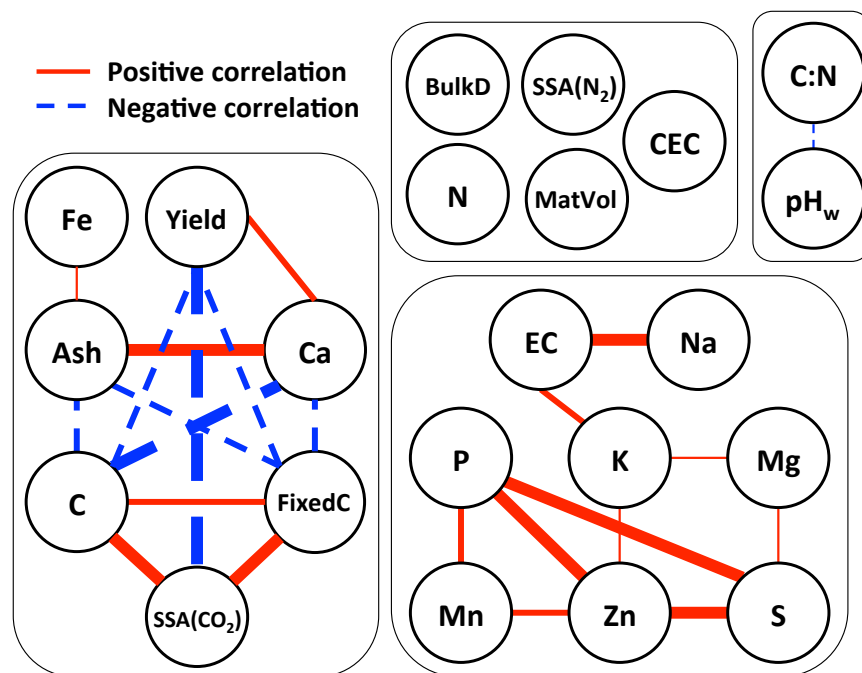 Positive correlation
Negative correlation
BulkD
SSA(N₂)
CEC
N
MatVol
C:N
pHw
Fe
Yield
Ash
Ca
C
FixedC
SSA(CO₂)
EC
Na
P
K
Mg
Mn
Zn
S